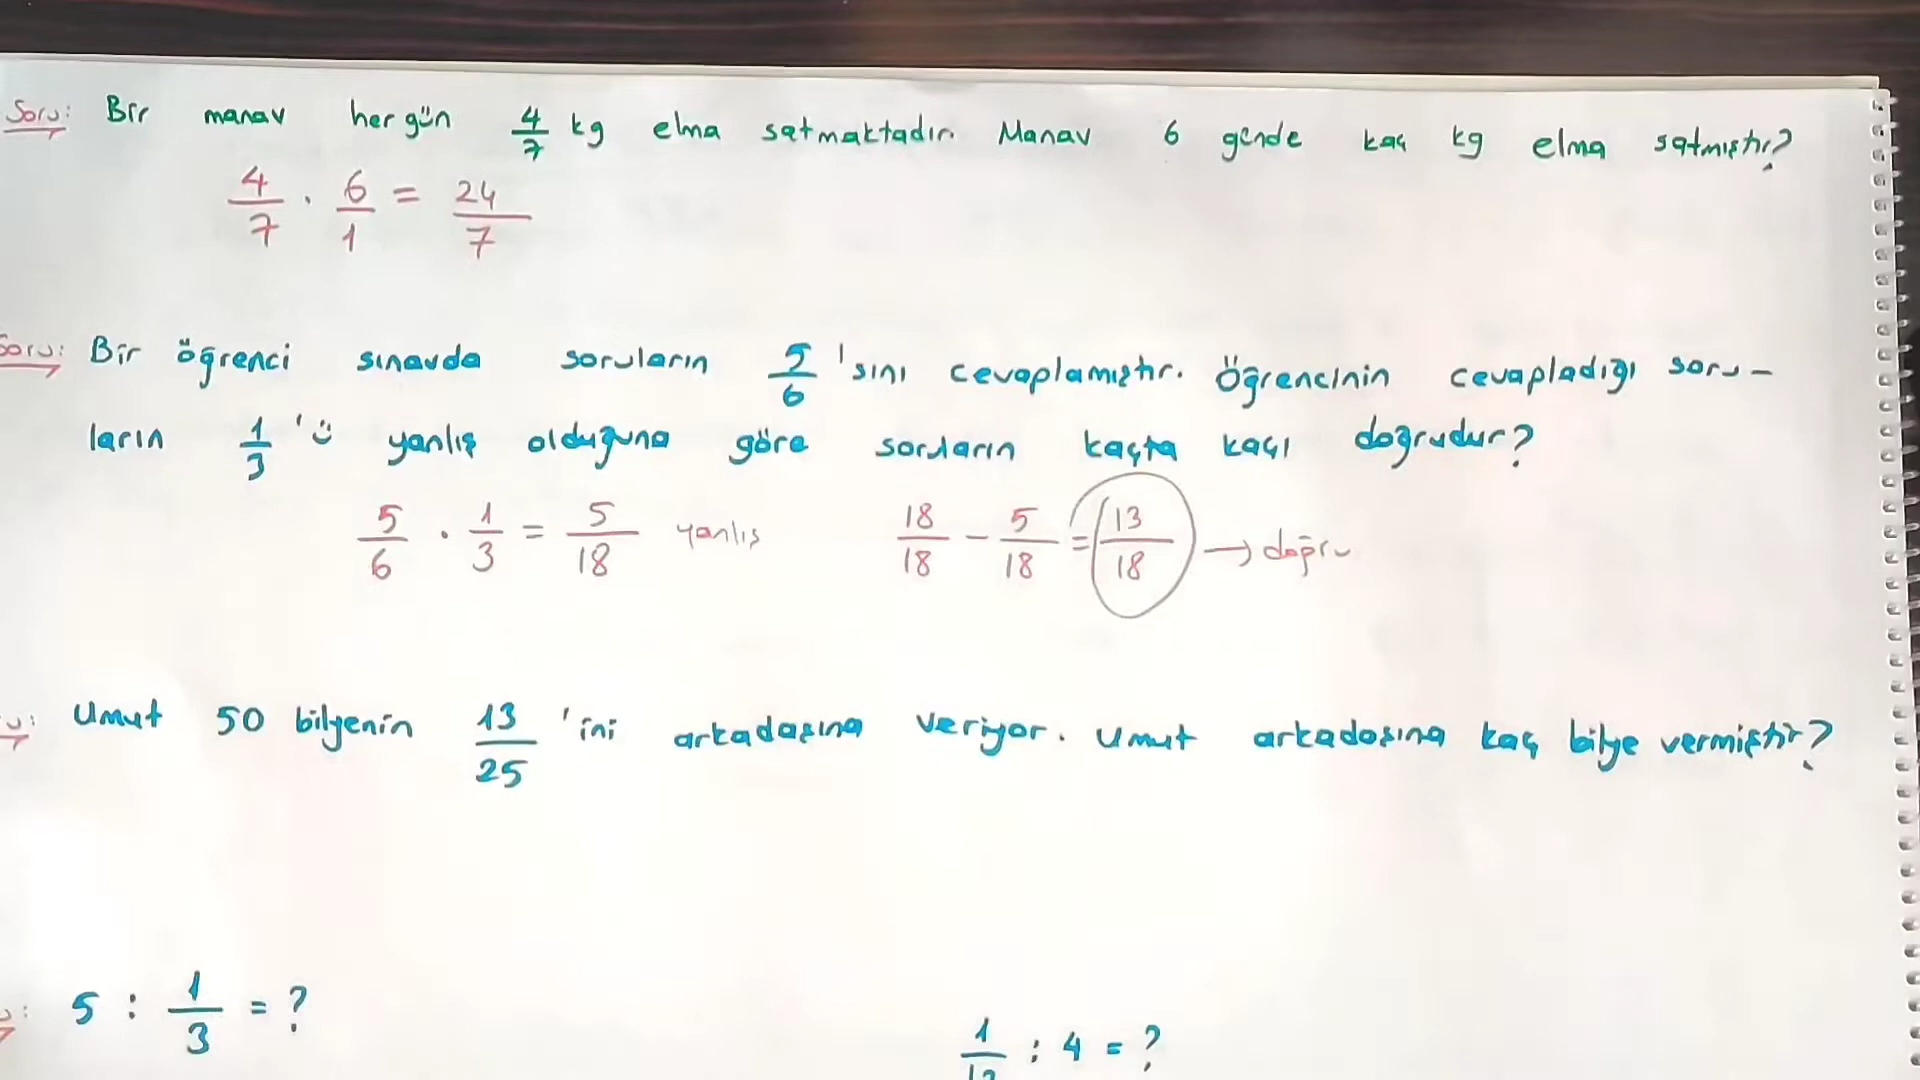 Soru: Bir manav her gün 4/7 kg elma satmaktadır. Manav 6 günde kaç kg elma satmıştır?
4/7 . 6/1 = 24/7
Soru: Bir öğrenci sınavda soruların 5/6 'sını cevaplamıştır. Öğrencinin cevapladığı soru-
ların 1/3 'ü yanlış olduğuna göre soruların kaçta kaçı doğrudur?
5/6 . 1/3 = 5/18 yanlış 18/18 - 5/18 = 13/18 → doğru
u: Umut 50 bilyenin 13/25 'ini arkadaşına veriyor. Umut arkadaşına kaç bilye vermiştir?
5 : 1/3 = ?
1/12 : 4 = ?